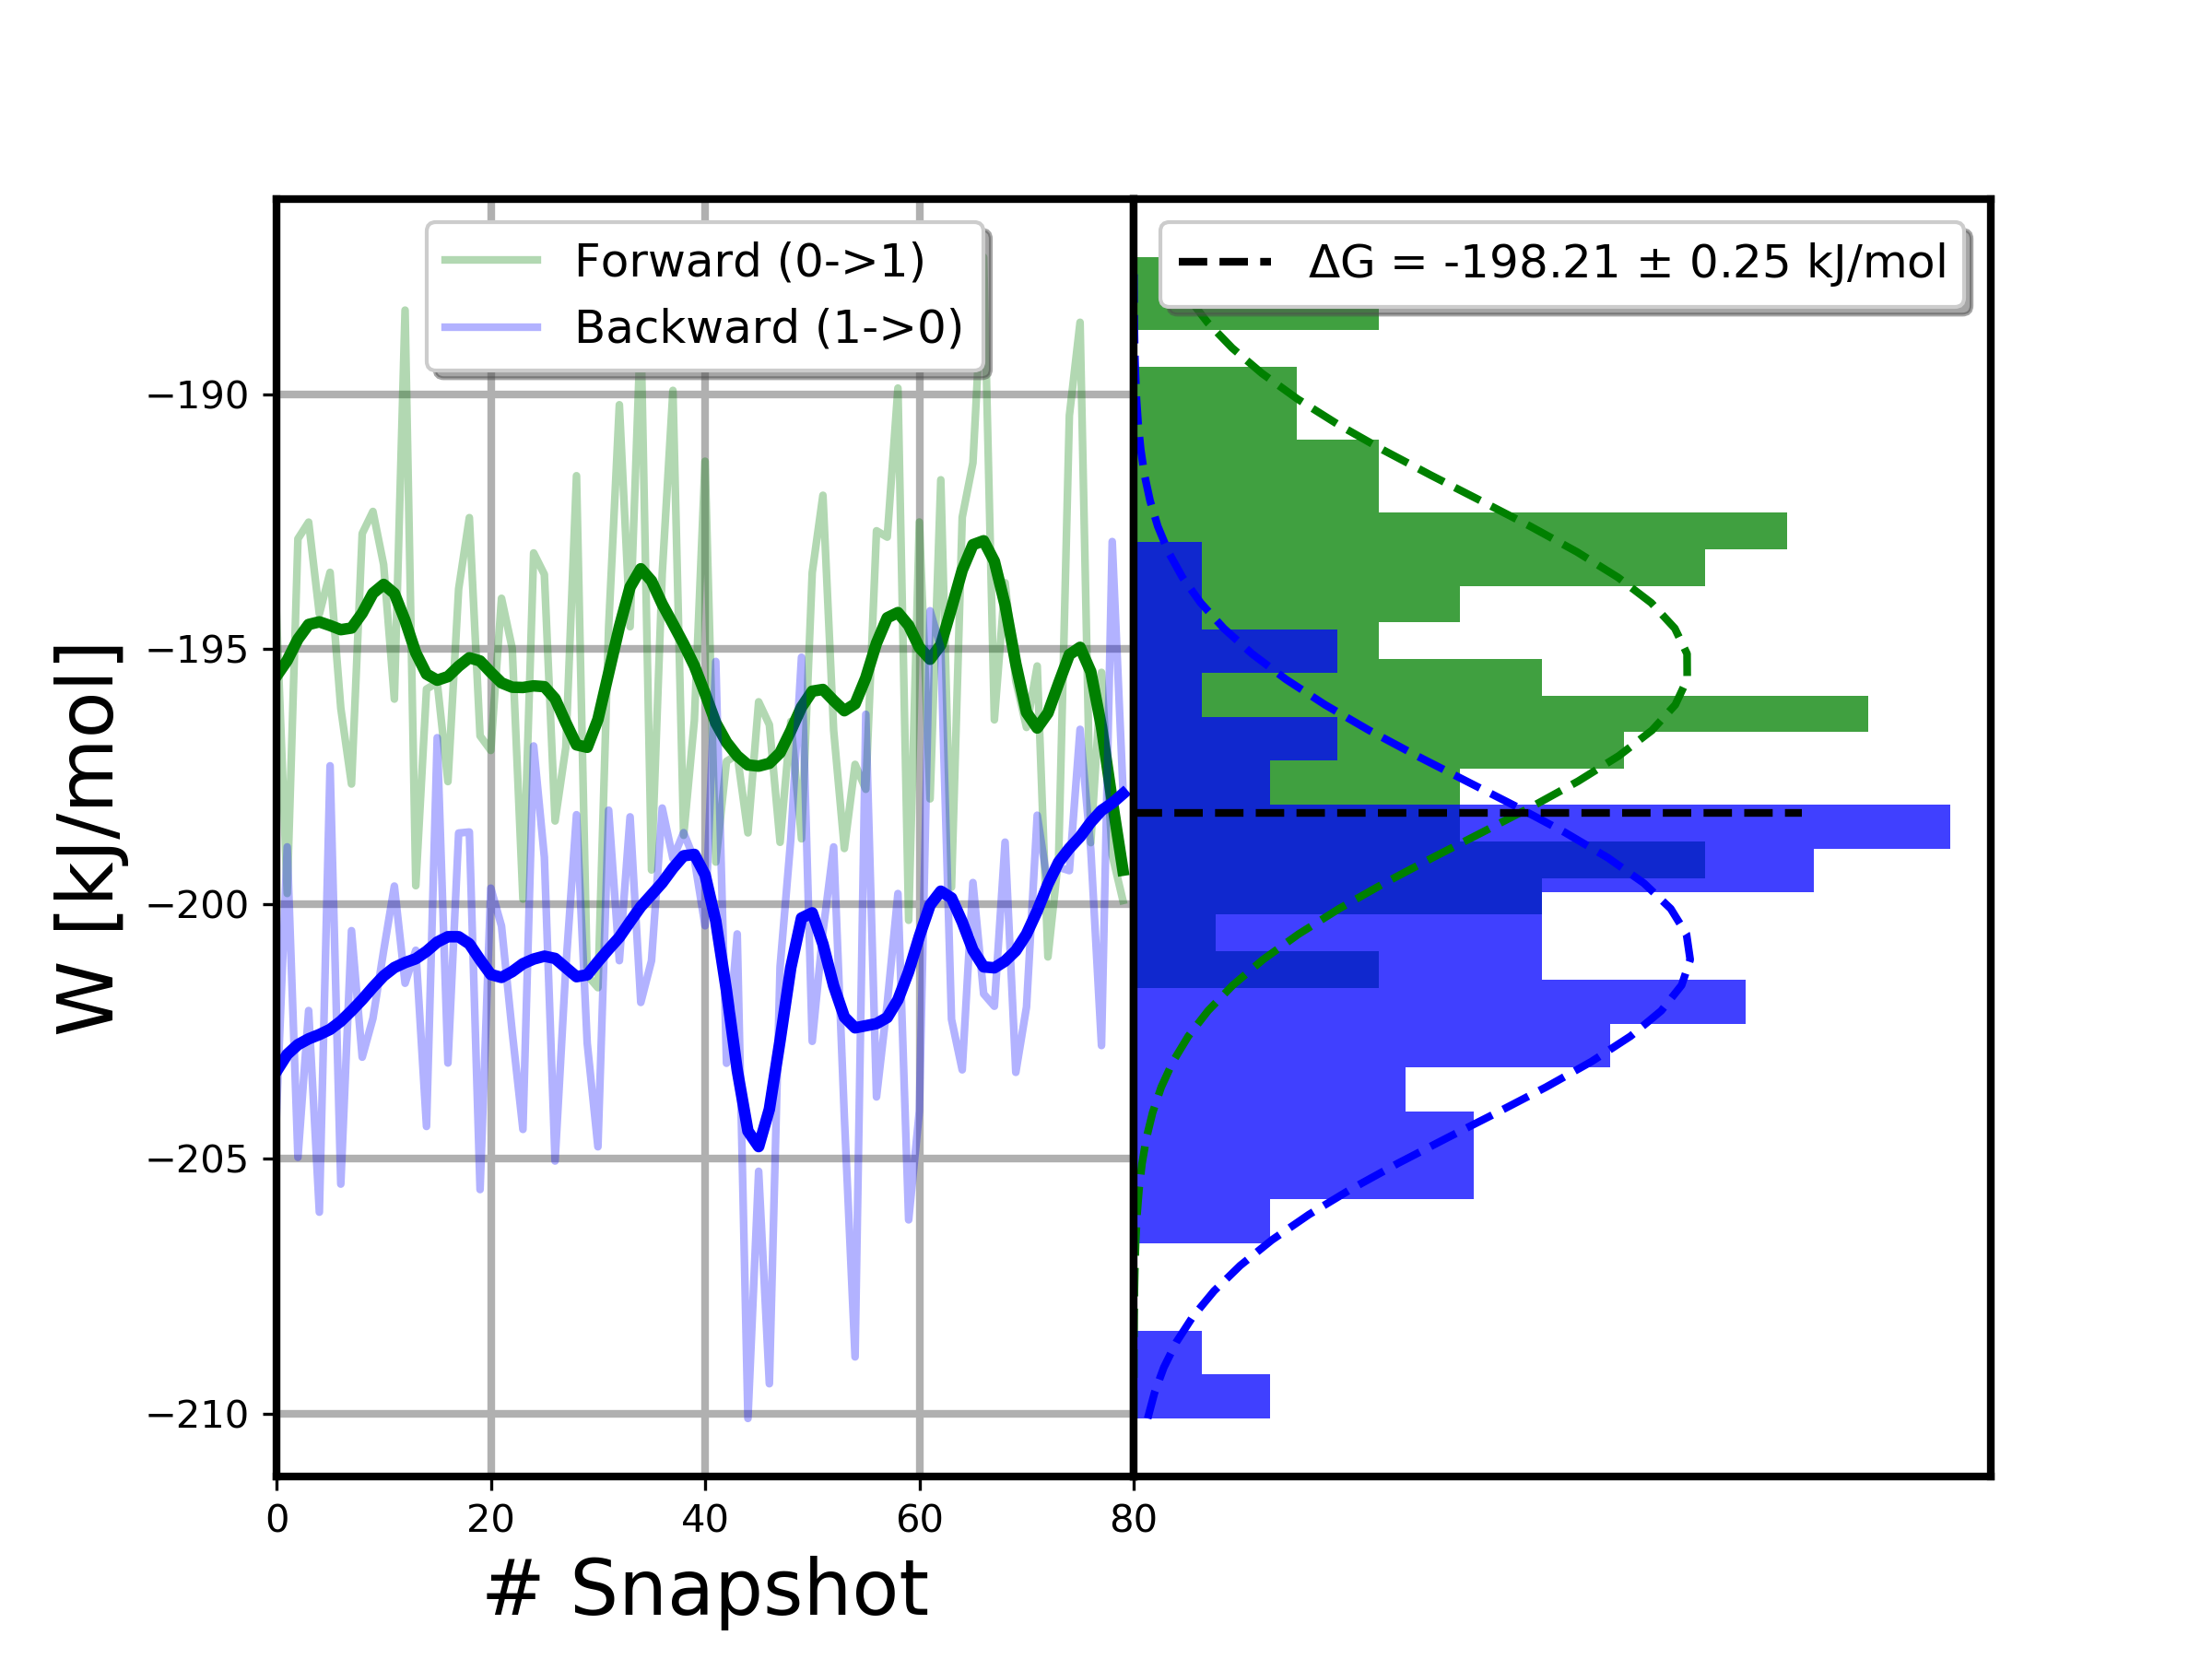 Forward (0->1)
Backward (1->0)
ΔG = -198.21 ± 0.25 kJ/mol
W [kJ/mol]
−190
−195
−200
−205
−210
0 20 40 60 80
# Snapshot